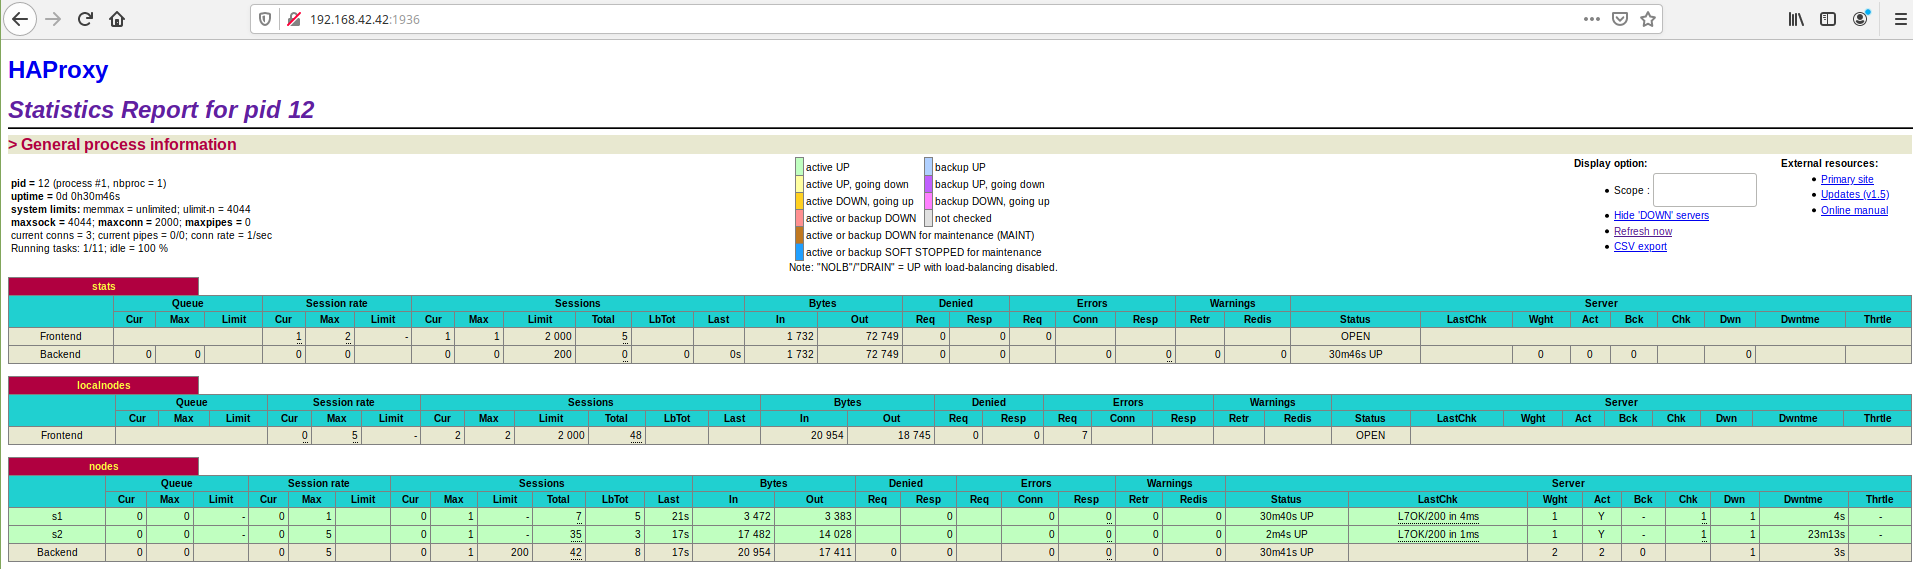 192.168.42.42:1936
HAProxy
Statistics Report for pid 12
> General process information
pid = 12 (process #1, nbproc = 1)
uptime = 0d 0h30m46s
system limits: memmax = unlimited; ulimit-n = 4044
maxsock = 4044; maxconn = 2000; maxpipes = 0
current conns = 3; current pipes = 0/0; conn rate = 1/sec
Running tasks: 1/11; idle = 100 %
active UP backup UP
active UP, going down backup UP, going down
active DOWN, going up backup DOWN, going up
active or backup DOWN not checked
active or backup DOWN for maintenance (MAINT)
active or backup SOFT STOPPED for maintenance
Note: "NOLB"/"DRAIN" = UP with load-balancing disabled.
Display option:
Scope :
Hide 'DOWN' servers
Refresh now
CSV export
External resources:
Primary site
Updates (v1.5)
Online manual
stats
Queue Session rate Sessions Bytes Denied Errors Warnings Server
Cur Max Limit Cur Max Limit Cur Max Limit Total LbTot Last In Out Req Resp Req Conn Resp Retr Redis Status LastChk Wght Act Bck Chk Dwn Dwntme Thrtle
Frontend 1 2 - 1 1 2 000 5 1 732 72 749 0 0 0 OPEN
Backend 0 0 0 0 0 0 200 0 0 0s 1 732 72 749 0 0 0 0 0 0 30m46s UP 0 0 0 0
localnodes
Queue Session rate Sessions Bytes Denied Errors Warnings Server
Cur Max Limit Cur Max Limit Cur Max Limit Total LbTot Last In Out Req Resp Req Conn Resp Retr Redis Status LastChk Wght Act Bck Chk Dwn Dwntme Thrtle
Frontend 0 5 - 2 2 2 000 48 20 954 18 745 0 0 7 OPEN
nodes
Queue Session rate Sessions Bytes Denied Errors Warnings Server
Cur Max Limit Cur Max Limit Cur Max Limit Total LbTot Last In Out Req Resp Req Conn Resp Retr Redis Status LastChk Wght Act Bck Chk Dwn Dwntme Thrtle
s1 0 0 - 0 1 0 1 - 7 5 21s 3 472 3 383 0 0 0 0 0 30m40s UP L7OK/200 in 4ms 1 Y - 1 1 4s -
s2 0 0 - 0 5 0 1 - 35 3 17s 17 482 14 028 0 0 0 0 0 2m4s UP L7OK/200 in 1ms 1 Y - 1 1 23m13s -
Backend 0 0 0 5 0 1 200 42 8 17s 20 954 17 411 0 0 0 0 0 0 30m41s UP 2 2 0 1 3s